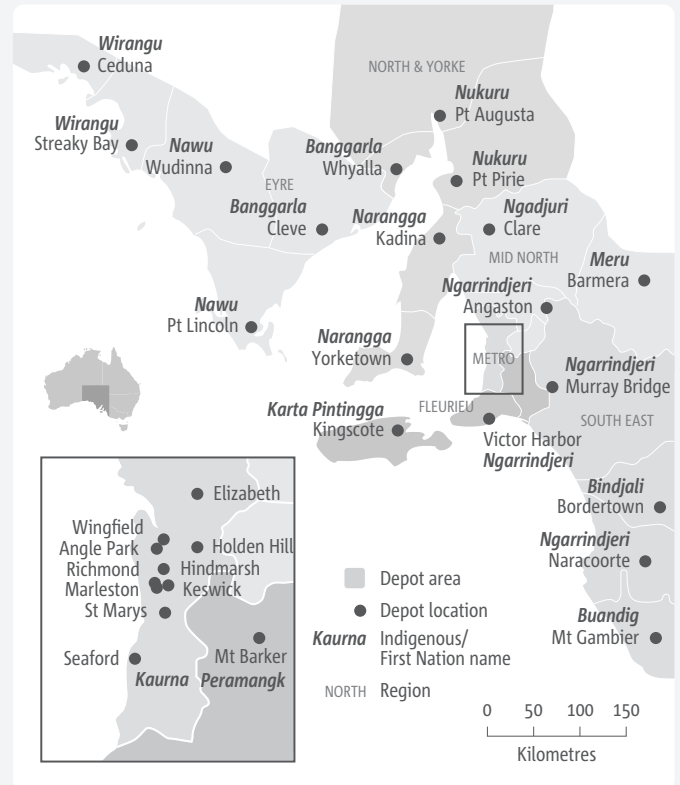 Wirangu
Ceduna
NORTH & YORKE
Nukuru
Pt Augusta
Wirangu
Streaky Bay
Nawu
Wudinna
Banggarla
Whyalla
Nukuru
Pt Pirie
EYRE
Banggarla
Cleve
Narangga
Kadina
Ngadjuri
Clare
MID NORTH
Meru
Barmera
Ngarrindjeri
Angaston
Nawu
Pt Lincoln
Narangga
Yorketown
METRO
Ngarrindjeri
Murray Bridge
Karta Pintingga
Kingscote
FLEURIEU
SOUTH EAST
Victor Harbor
Ngarrindjeri
Bindjali
Bordertown
Ngarrindjeri
Naracoorte
Buandig
Mt Gambier
Elizabeth
Wingfield
Angle Park
Holden Hill
Richmond
Hindmarsh
Marleston
Keswick
St Marys
Seaford
Mt Barker
Kaurna
Peramangk
Depot area
Depot location
Kaurna Indigenous/
First Nation name
NORTH Region
0 50 100 150
Kilometres